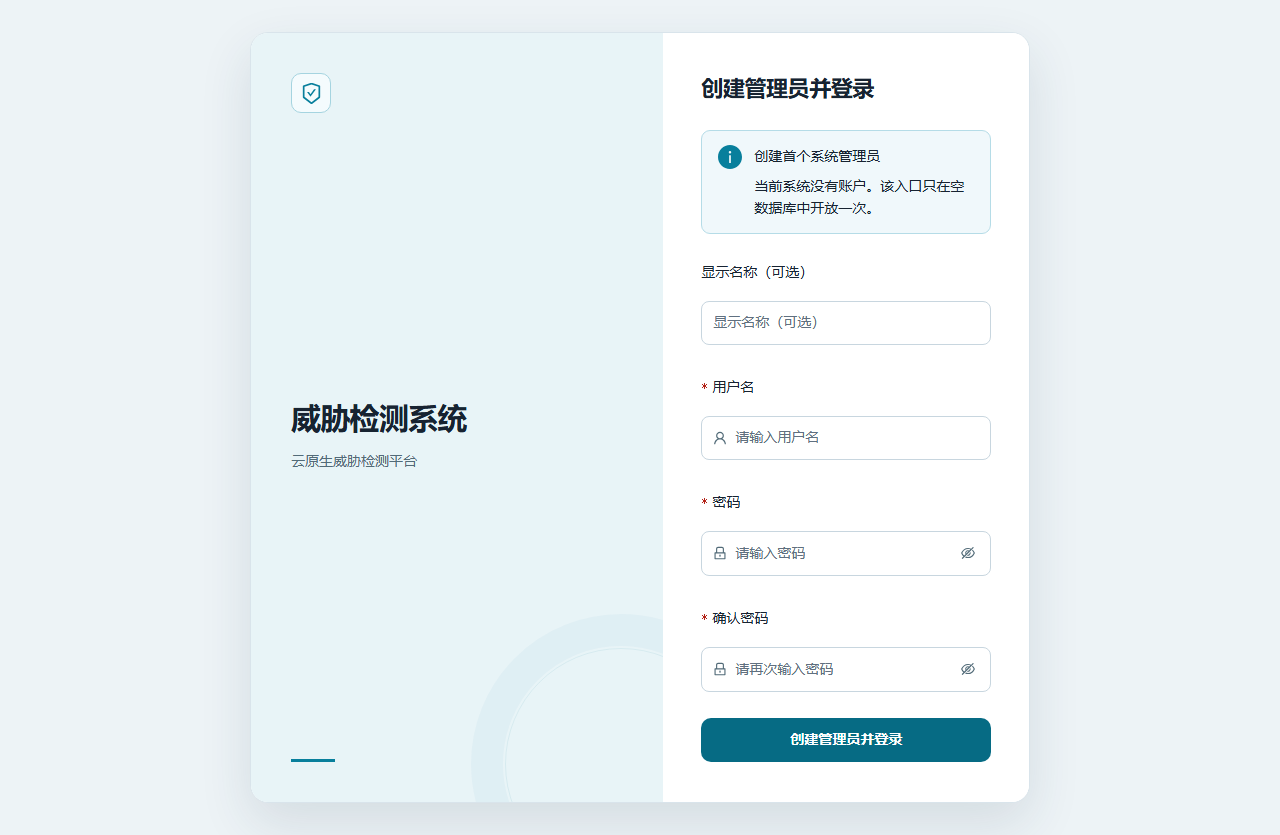 威胁检测系统
云原生威胁检测平台
创建管理员并登录
创建首个系统管理员
当前系统没有账户。该入口只在空
数据库中开放一次。
显示名称（可选）
显示名称（可选）
* 用户名
请输入用户名
* 密码
请输入密码
* 确认密码
请再次输入密码
创建管理员并登录